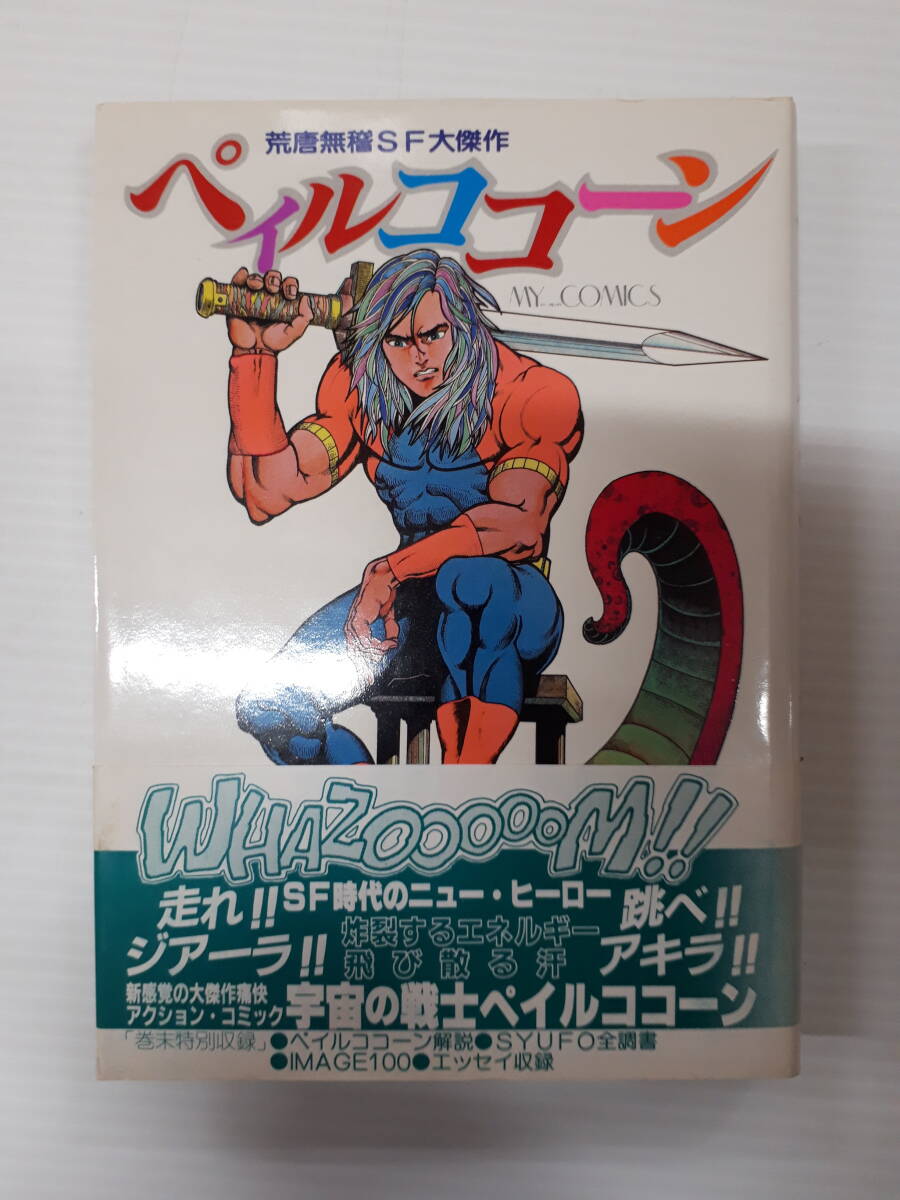 荒唐無稽SF大傑作
ペイルココーン
MY COMICS
WHAZOOOOOOM!!
走れ!! SF時代のニュー・ヒーロー 跳べ!!
ジアーラ!! 炸裂するエネルギー アキラ!!
飛び散る汗
新感覚の大傑作痛快
アクション・コミック 宇宙の戦士ペイルココーン
「巻末特別収録」●ペイルココーン解説●SYUFO全調書
●IMAGE100●エッセイ収録